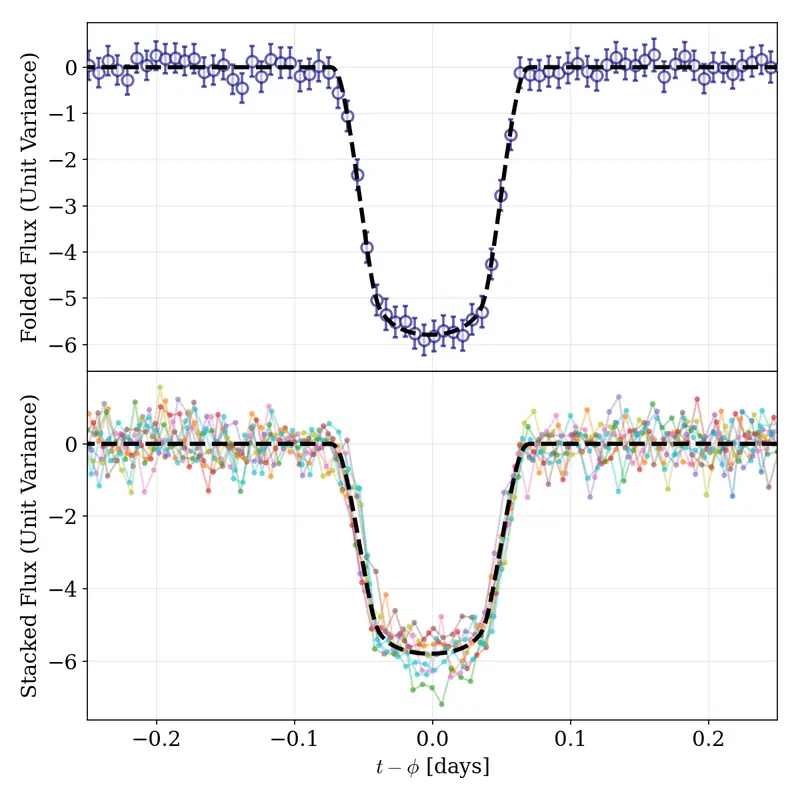 Folded Flux (Unit Variance)
0
−1
−2
−3
−4
−5
−6
Stacked Flux (Unit Variance)
0
−2
−4
−6
−0.2 −0.1 0.0 0.1 0.2
t − ϕ [days]